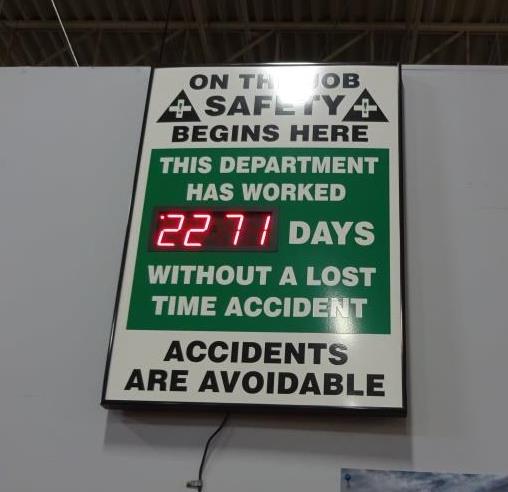 ON THE JOB
SAFETY
BEGINS HERE
THIS DEPARTMENT
HAS WORKED
2271 DAYS
WITHOUT A LOST
TIME ACCIDENT
ACCIDENTS
ARE AVOIDABLE